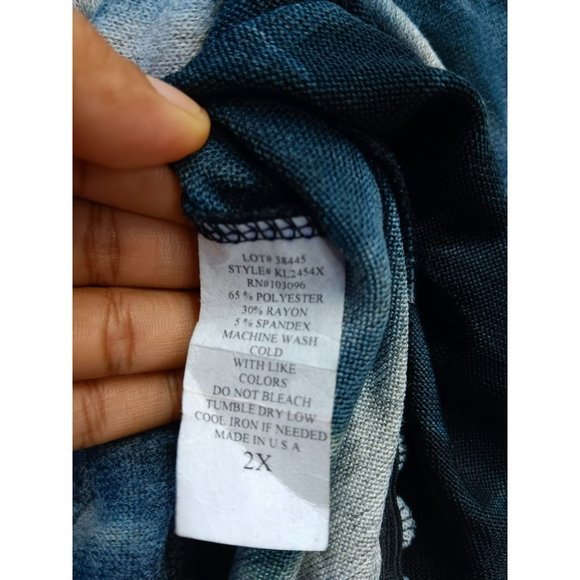 LOT# 38445
STYLE# KL2454X
RN#103096
65 % POLYESTER
30% RAYON
5 % SPANDEX
MACHINE WASH
COLD
WITH LIKE
COLORS
DO NOT BLEACH
TUMBLE DRY LOW
COOL IRON IF NEEDED
MADE IN U S A
2X